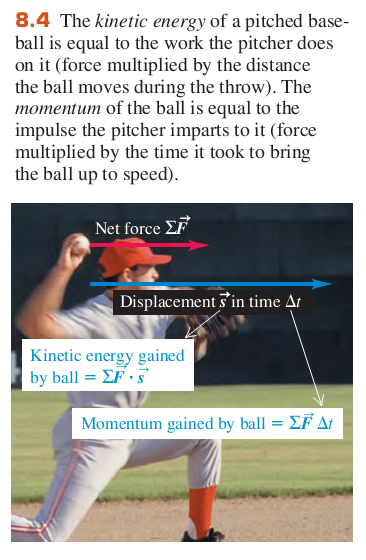 8.4 The kinetic energy of a pitched base-
ball is equal to the work the pitcher does
on it (force multiplied by the distance
the ball moves during the throw). The
momentum of the ball is equal to the
impulse the pitcher imparts to it (force
multiplied by the time it took to bring
the ball up to speed).
Net force ΣF⃗
Displacement s⃗ in time Δt
Kinetic energy gained
by ball = ΣF⃗ · s⃗
Momentum gained by ball = ΣF⃗ Δt